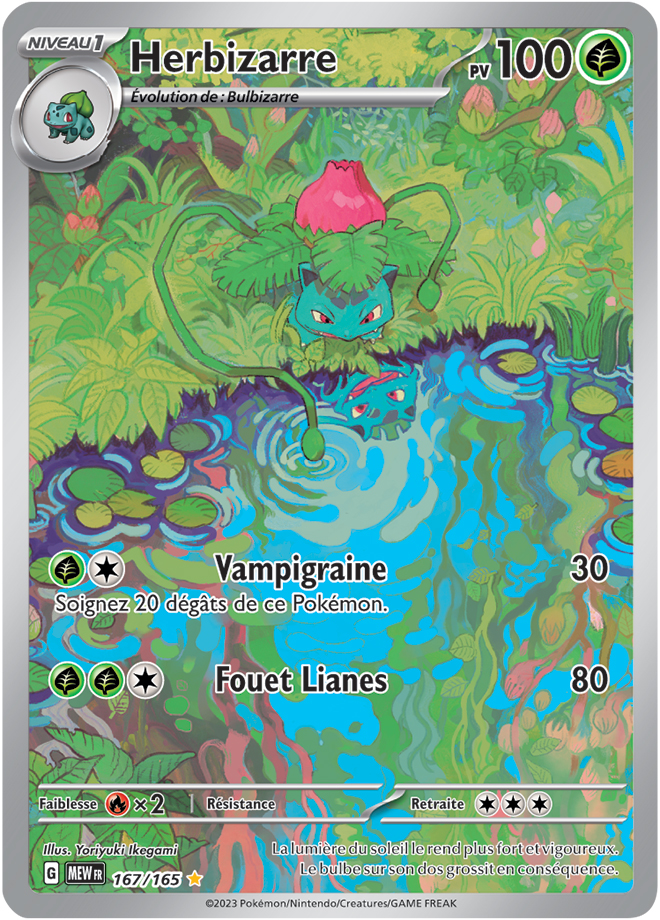 NIVEAU 1
Herbizarre
PV 100
Évolution de : Bulbizarre
Vampigraine 30
Soignez 20 dégâts de ce Pokémon.
Fouet Lianes 80
Faiblesse ×2 Résistance Retraite
Illus. Yoriyuki Ikegami
La lumière du soleil le rend plus fort et vigoureux.
Le bulbe sur son dos grossit en conséquence.
G MEW FR 167/165
©2023 Pokémon/Nintendo/Creatures/GAME FREAK